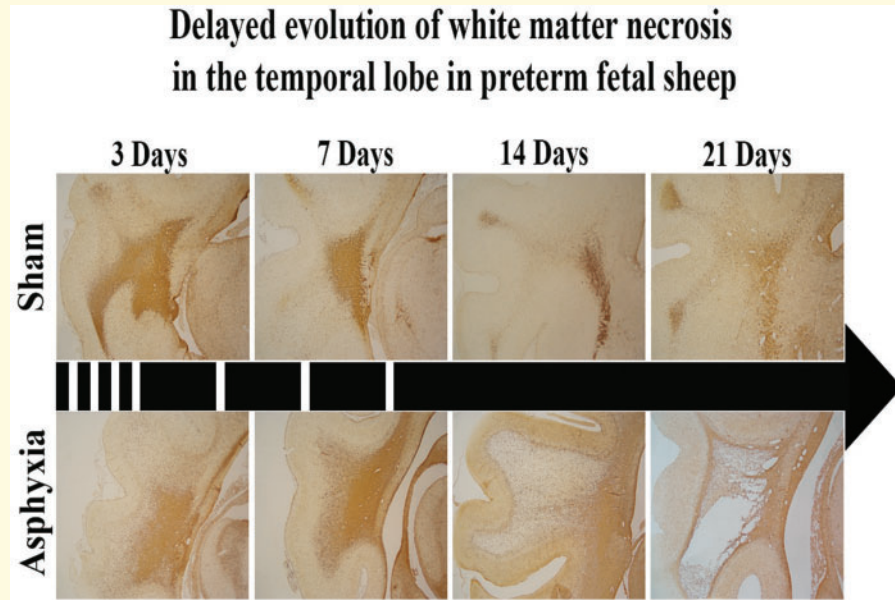 Delayed evolution of white matter necrosis
in the temporal lobe in preterm fetal sheep
3 Days
7 Days
14 Days
21 Days
Sham
Asphyxia